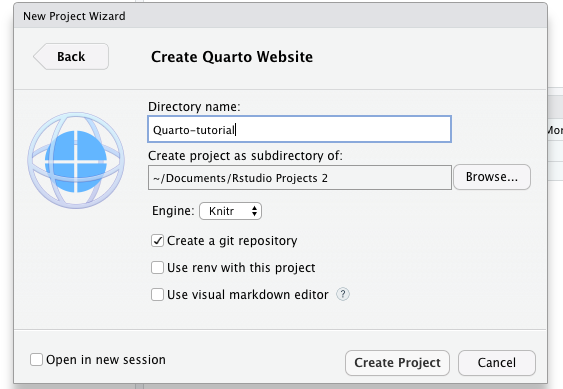 New Project Wizard
Back
Create Quarto Website
Directory name:
Quarto-tutorial
Create project as subdirectory of:
~/Documents/Rstudio Projects 2
Browse...
Engine: Knitr
Create a git repository
Use renv with this project
Use visual markdown editor ?
Open in new session
Create Project
Cancel